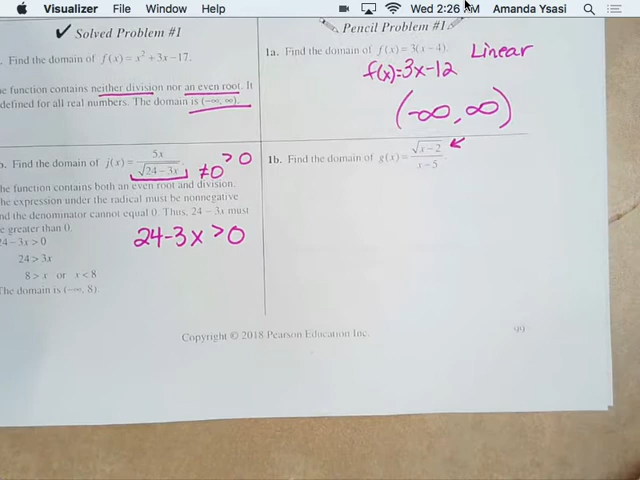 Visualizer File Window Help Wed 2:26 AM Amanda Ysasi
✔ Solved Problem #1
. Find the domain of f(x) = x² + 3x − 17.
e function contains neither division nor an even root. It
defined for all real numbers. The domain is (−∞, ∞).
. Find the domain of j(x) = 5x / √(24 − 3x). ≠0 >0
he function contains both an even root and division.
The expression under the radical must be nonnegative
nd the denominator cannot equal 0. Thus, 24 − 3x must
e greater than 0.
24 − 3x > 0
24-3x >0
24 > 3x
8 > x or x < 8
The domain is (−∞, 8)
Pencil Problem #1
1a. Find the domain of f(x) = 3(x − 4). Linear
f(x)=3x-12
(-∞, ∞)
1b. Find the domain of g(x) = √(x − 2) / (x − 5).
Copyright © 2018 Pearson Education Inc. 99